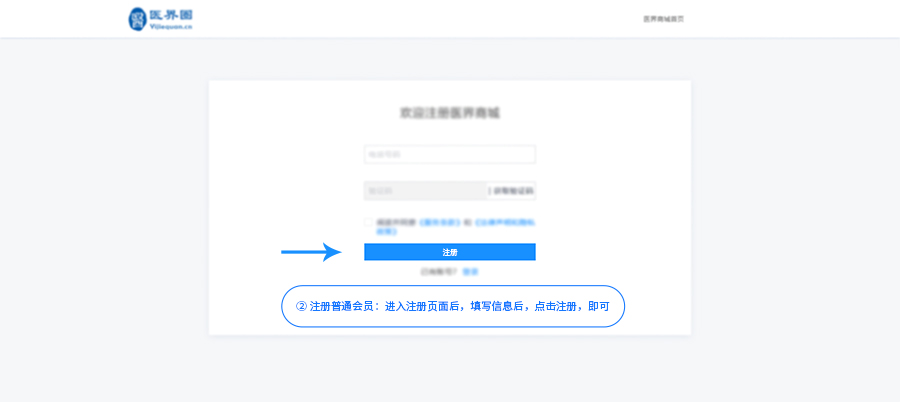 医界圈
Yijiequan.cn
医界商城首页
欢迎注册医界商城
获取验证码
注册
已有账号？ 登录
② 注册普通会员：进入注册页面后，填写信息后，点击注册，即可